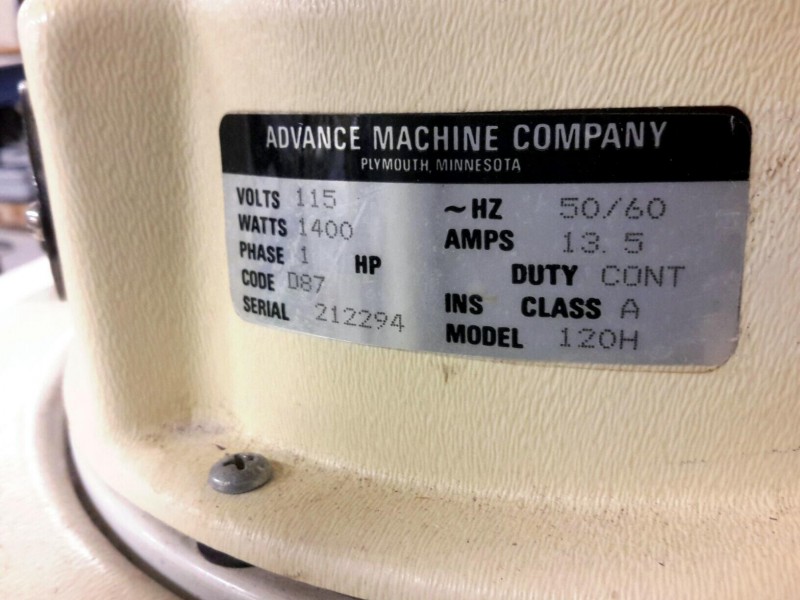 ADVANCE MACHINE COMPANY
PLYMOUTH, MINNESOTA
VOLTS 115
WATTS 1400
PHASE 1 HP
CODE D87
SERIAL 212294
~HZ 50/60
AMPS 13.5
DUTY CONT
INS CLASS A
MODEL 120H